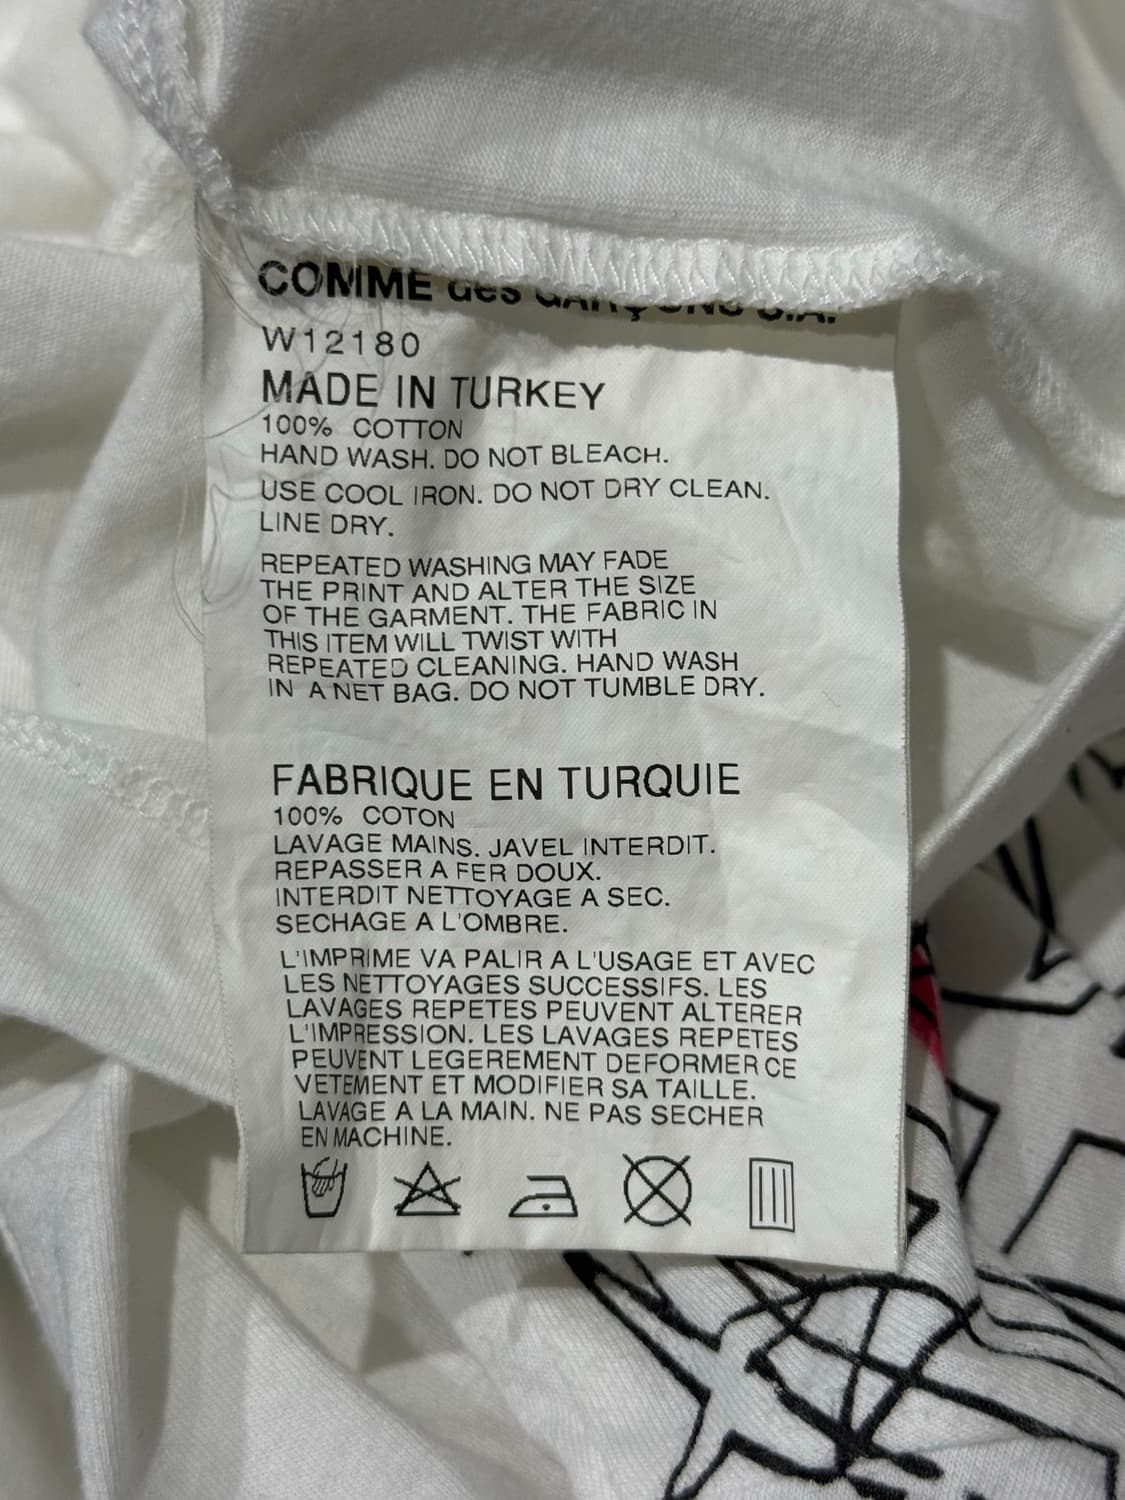 COMME des GARÇONS S.A.
W12180
MADE IN TURKEY
100% COTTON
HAND WASH. DO NOT BLEACH.
USE COOL IRON. DO NOT DRY CLEAN.
LINE DRY.
REPEATED WASHING MAY FADE
THE PRINT AND ALTER THE SIZE
OF THE GARMENT. THE FABRIC IN
THIS ITEM WILL TWIST WITH
REPEATED CLEANING. HAND WASH
IN A NET BAG. DO NOT TUMBLE DRY.
FABRIQUE EN TURQUIE
100% COTON
LAVAGE MAINS. JAVEL INTERDIT.
REPASSER A FER DOUX.
INTERDIT NETTOYAGE A SEC.
SECHAGE A L'OMBRE.
L'IMPRIME VA PALIR A L'USAGE ET AVEC
LES NETTOYAGES SUCCESSIFS. LES
LAVAGES REPETES PEUVENT ALTERER
L'IMPRESSION. LES LAVAGES REPETES
PEUVENT LEGEREMENT DEFORMER CE
VETEMENT ET MODIFIER SA TAILLE.
LAVAGE A LA MAIN. NE PAS SECHER
EN MACHINE.